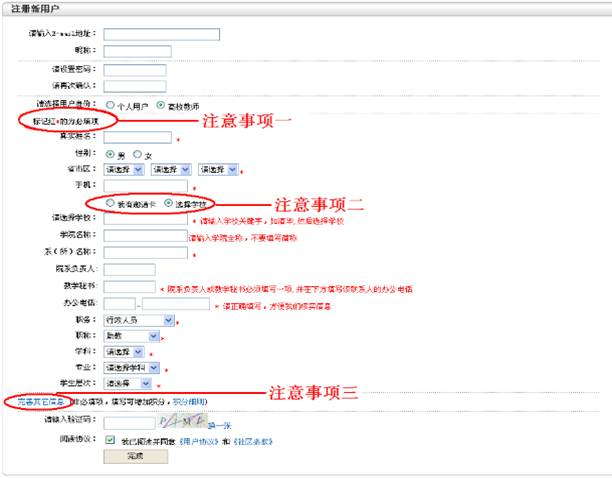 注册新用户
请输入E-mail地址：
昵称：
请设置密码：
请再次确认：
请选择用户身份： 个人用户 高校教师
标记红*的为必填项 注意事项一
真实姓名： *
性别： 男 女
省市区： 请选择 请选择 请选择 *
手机： *
我有邀请卡 选择学校 注意事项二
请选择学校： * 请输入学校关键字，如清华,然后选择学校
学院名称： 请输入学院全称，不要填写简称
系（所）名称： *
院系负责人:
教学秘书: * 院系负责人或教学秘书必须填写一项,并在下方填写该联系人的办公电话
办公电话: - * 请正确填写，方便我们核实信息
职务： 行政人员 *
职称： 助教 *
学科： 请选择 *
专业： 请选择学科 *
学生层次： 请选择 *
完善其它信息 (非必填项，填写可增加积分，积分细则) 注意事项三
请输入验证码： 换一张
阅读协议： 我已阅读并同意《用户协议》和《社区条款》
完成